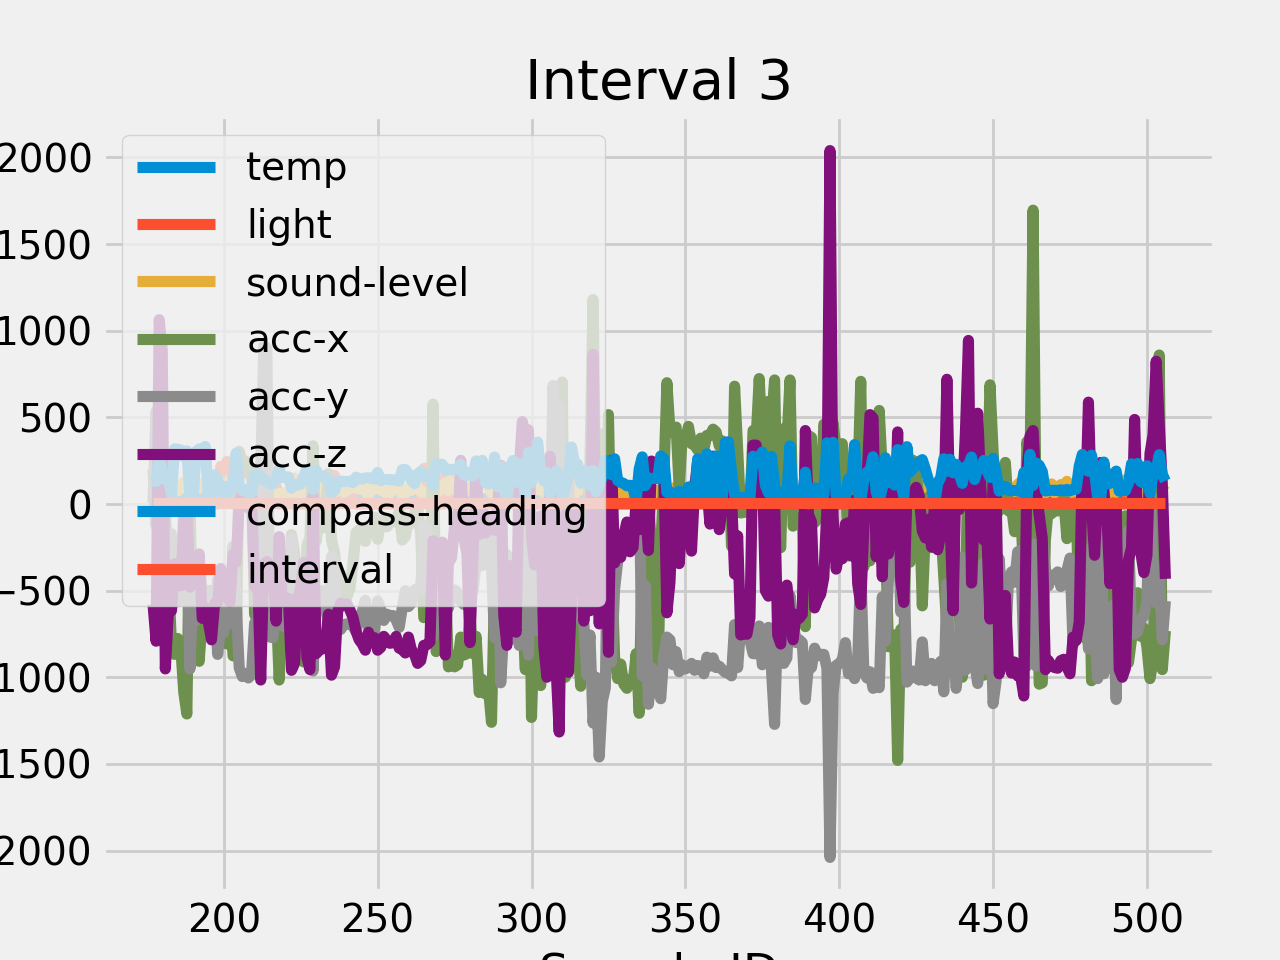 Interval 3
2000
1500
1000
500
0
−500
1000
1500
2000
temp
light
sound-level
acc-x
acc-y
acc-z
compass-heading
interval
200 250 300 350 400 450 500